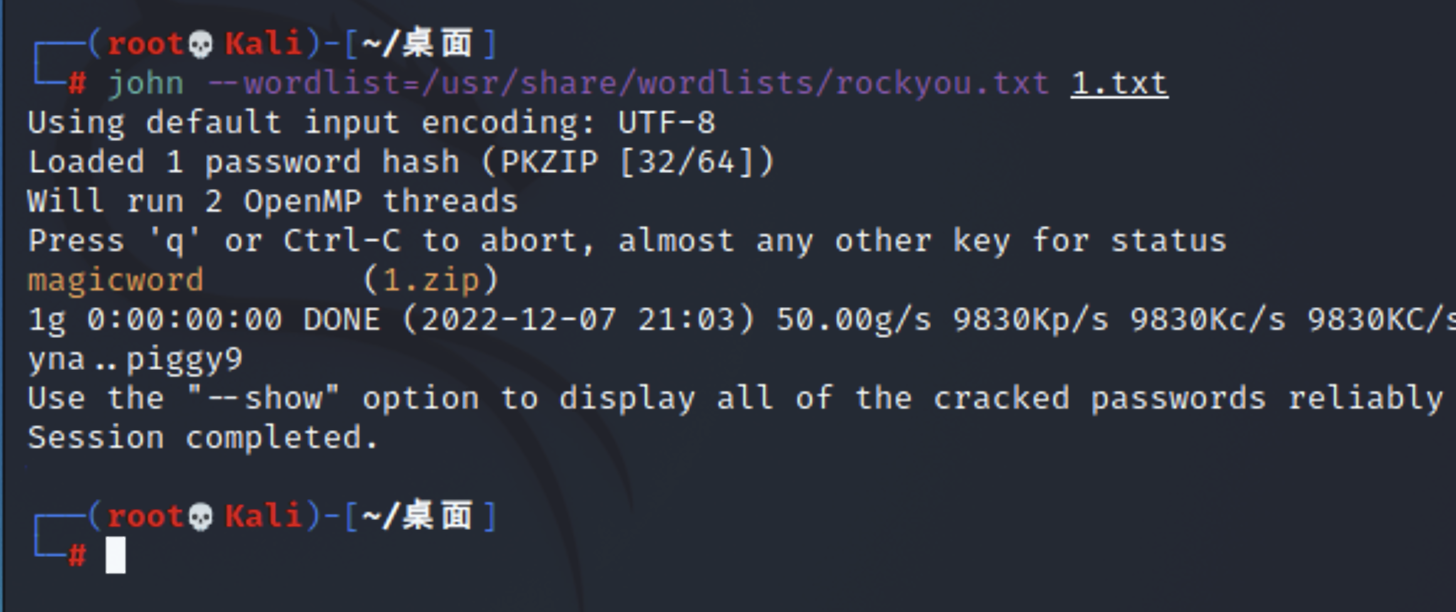 ┌──(root💀Kali)-[~/桌面]
└─# john --wordlist=/usr/share/wordlists/rockyou.txt 1.txt
Using default input encoding: UTF-8
Loaded 1 password hash (PKZIP [32/64])
Will run 2 OpenMP threads
Press 'q' or Ctrl-C to abort, almost any other key for status
magicword        (1.zip)
1g 0:00:00:00 DONE (2022-12-07 21:03) 50.00g/s 9830Kp/s 9830Kc/s 9830KC/s
yna..piggy9
Use the "--show" option to display all of the cracked passwords reliably
Session completed.
┌──(root💀Kali)-[~/桌面]
└─#